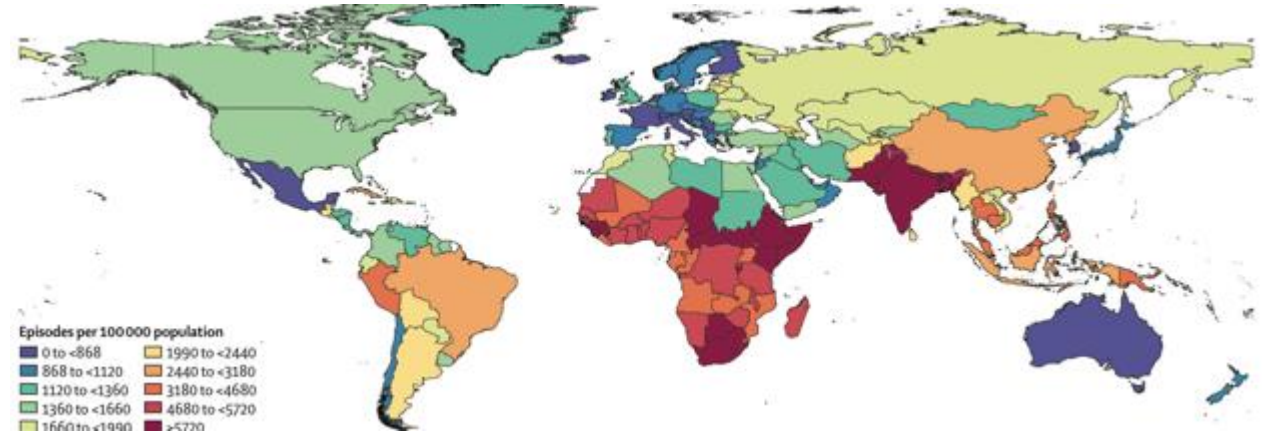 Episodes per 100 000 population
0 to <868
868 to <1120
1120 to <1360
1360 to <1660
1660 to <1990
1990 to <2440
2440 to <3180
3180 to <4680
4680 to <5720
≥5720